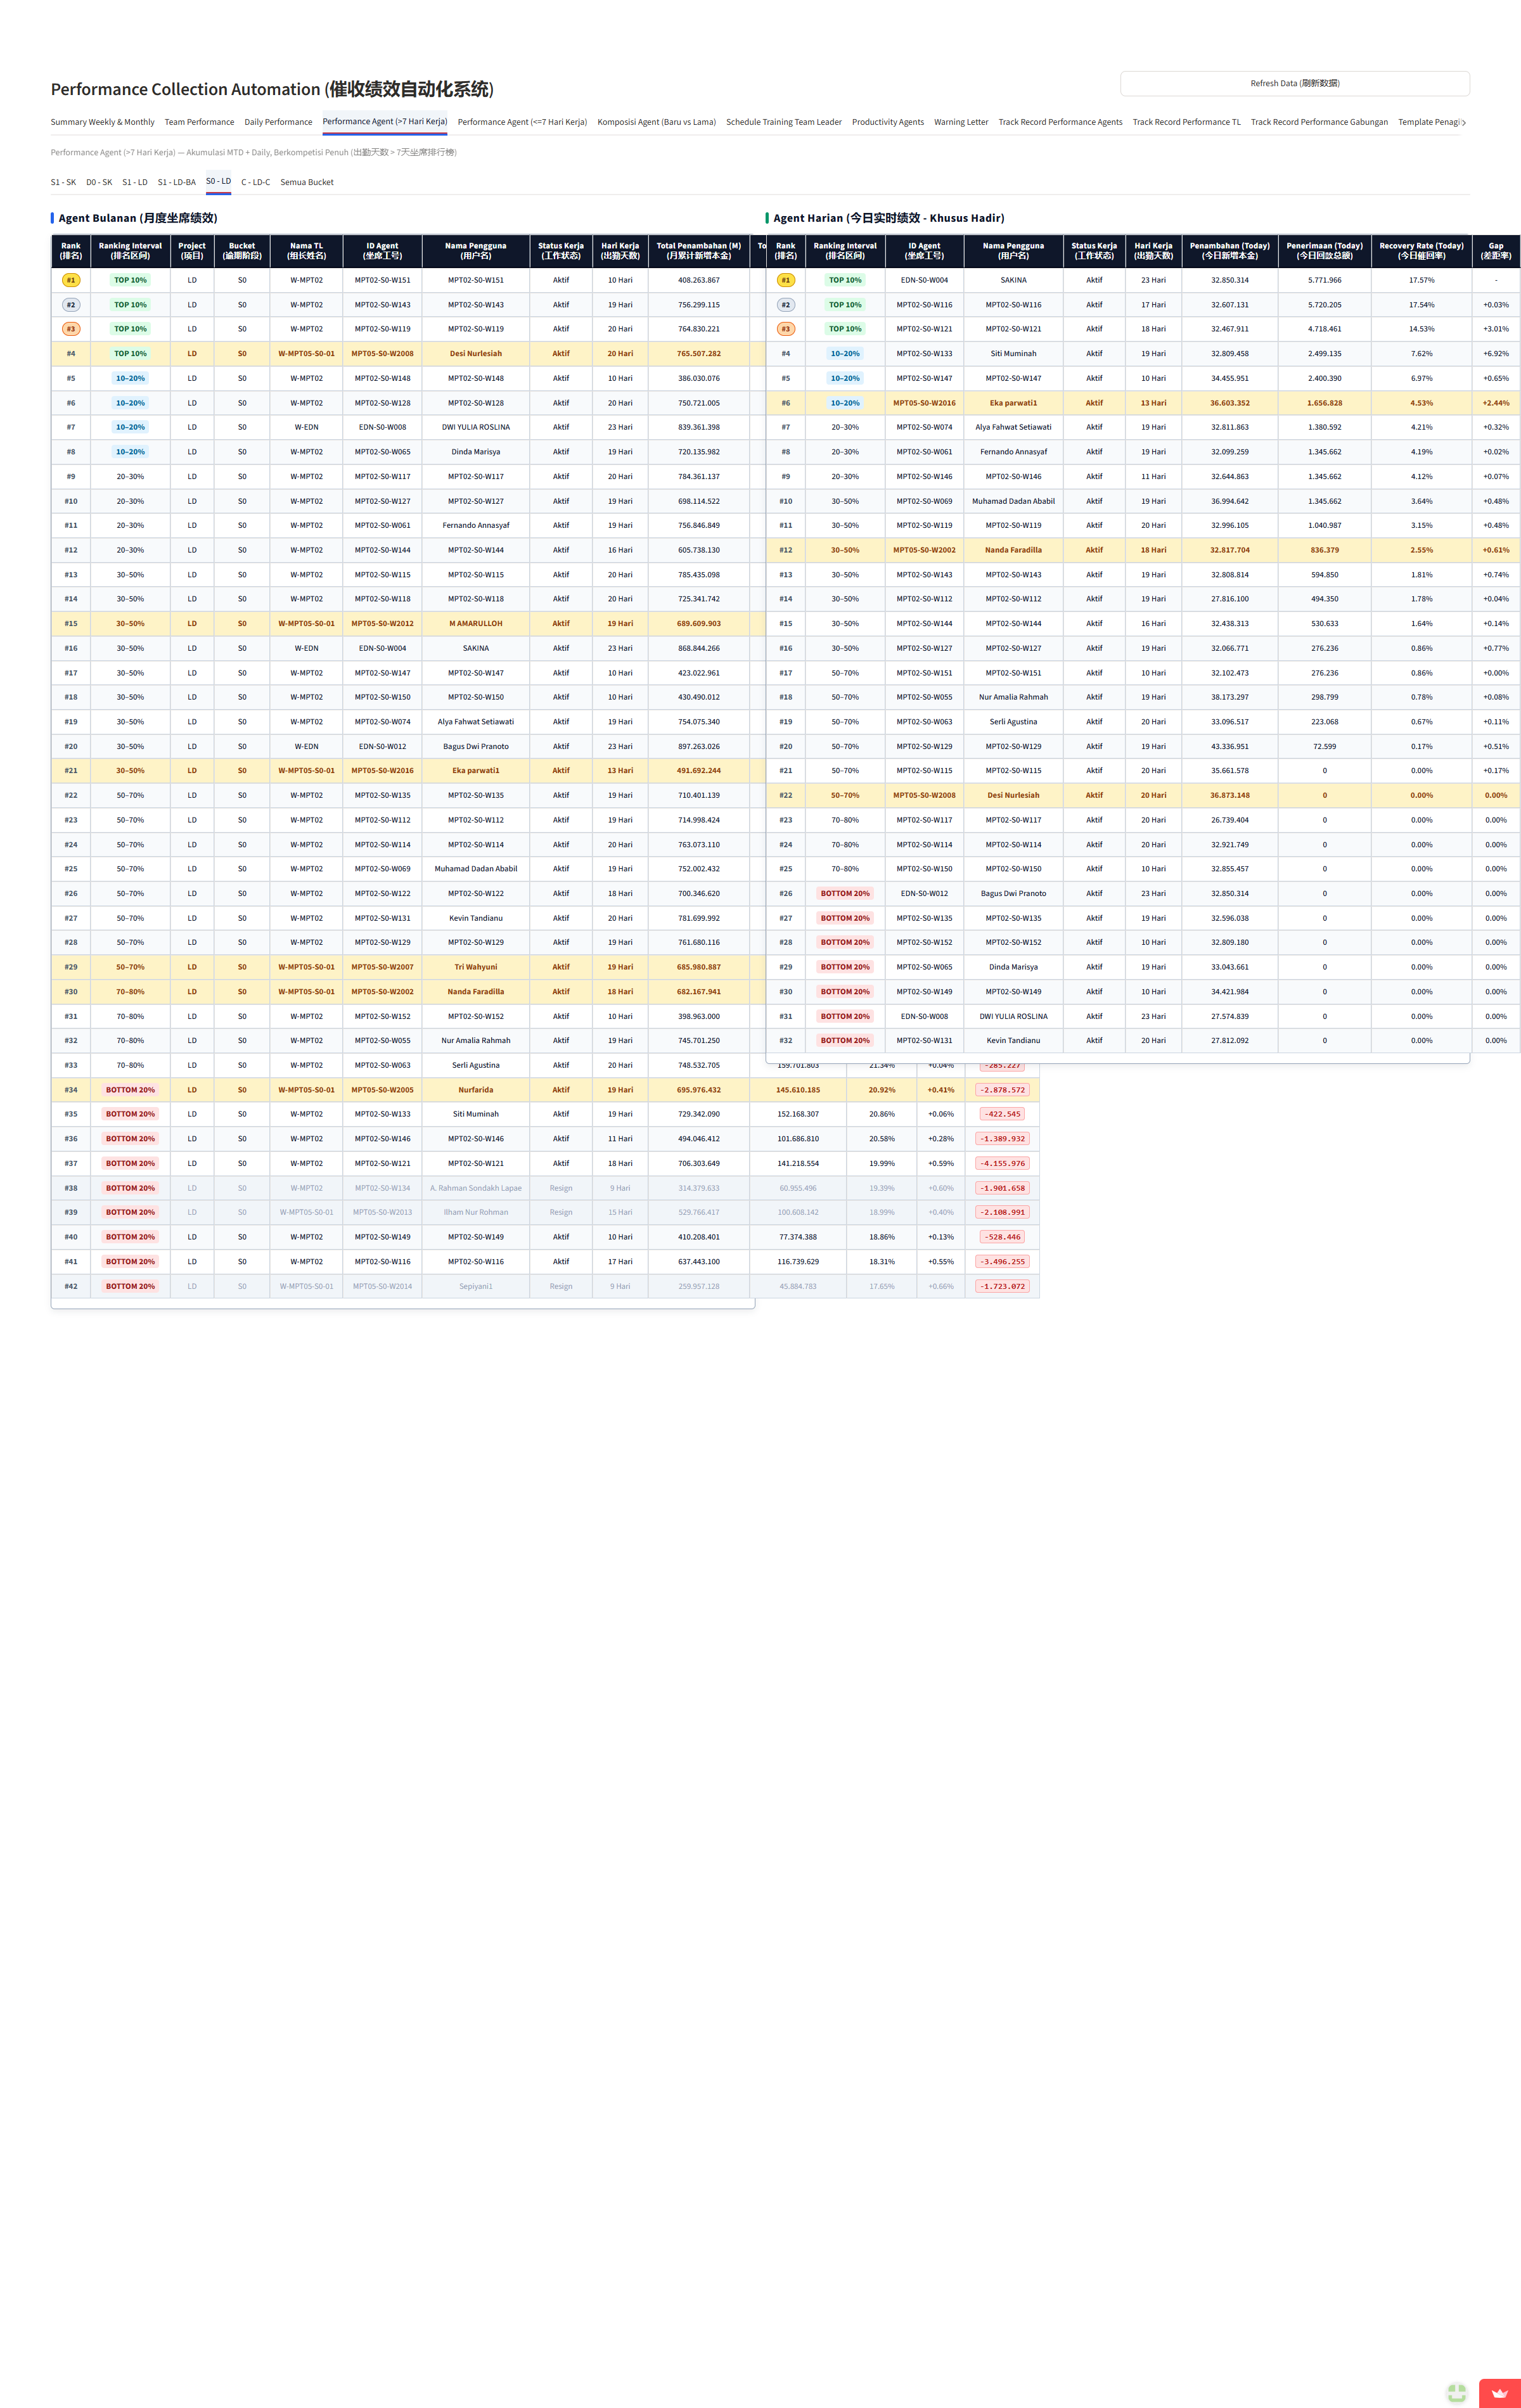 Performance Collection Automation (催收绩效自动化系统)
Refresh Data (刷新数据)
Summary Weekly & Monthly Team Performance Daily Performance Performance Agent (>7 Hari Kerja) Performance Agent (<=7 Hari Kerja) Komposisi Agent (Baru vs Lama) Schedule Training Team Leader Productivity Agents Warning Letter Track Record Performance Agents Track Record Performance TL Track Record Performance Gabungan Template Penagi
Performance Agent (>7 Hari Kerja) — Akumulasi MTD + Daily, Berkompetisi Penuh (出勤天数 > 7天坐席排行榜)
S1 - SK D0 - SK S1 - LD S1 - LD-BA S0 - LD C - LD-C Semua Bucket
Agent Bulanan (月度坐席绩效)
Rank Ranking Interval Project Bucket Nama TL ID Agent Nama Pengguna Status Kerja Hari Kerja Total Penambahan (M) To
(排名) (排名区间) (项目) (逾期阶段) (组长姓名) (坐席工号) (用户名) (工作状态) (出勤天数) (月累计新增本金)
#1 TOP 10% LD S0 W-MPT02 MPT02-S0-W151 MPT02-S0-W151 Aktif 10 Hari 408.263.867
#2 TOP 10% LD S0 W-MPT02 MPT02-S0-W143 MPT02-S0-W143 Aktif 19 Hari 756.299.115
#3 TOP 10% LD S0 W-MPT02 MPT02-S0-W119 MPT02-S0-W119 Aktif 20 Hari 764.830.221
#4 TOP 10% LD S0 W-MPT05-S0-01 MPT05-S0-W2008 Desi Nurlesiah Aktif 20 Hari 765.507.282
#5 10–20% LD S0 W-MPT02 MPT02-S0-W148 MPT02-S0-W148 Aktif 10 Hari 386.030.076
#6 10–20% LD S0 W-MPT02 MPT02-S0-W128 MPT02-S0-W128 Aktif 20 Hari 750.721.005
#7 10–20% LD S0 W-EDN EDN-S0-W008 DWI YULIA ROSLINA Aktif 23 Hari 839.361.398
#8 10–20% LD S0 W-MPT02 MPT02-S0-W065 Dinda Marisya Aktif 19 Hari 720.135.982
#9 20–30% LD S0 W-MPT02 MPT02-S0-W117 MPT02-S0-W117 Aktif 20 Hari 784.361.137
#10 20–30% LD S0 W-MPT02 MPT02-S0-W127 MPT02-S0-W127 Aktif 19 Hari 698.114.522
#11 20–30% LD S0 W-MPT02 MPT02-S0-W061 Fernando Annasyaf Aktif 19 Hari 756.846.849
#12 20–30% LD S0 W-MPT02 MPT02-S0-W144 MPT02-S0-W144 Aktif 16 Hari 605.738.130
#13 30–50% LD S0 W-MPT02 MPT02-S0-W115 MPT02-S0-W115 Aktif 20 Hari 785.435.098
#14 30–50% LD S0 W-MPT02 MPT02-S0-W118 MPT02-S0-W118 Aktif 20 Hari 725.341.742
#15 30–50% LD S0 W-MPT05-S0-01 MPT05-S0-W2012 M AMARULLOH Aktif 19 Hari 689.609.903
#16 30–50% LD S0 W-EDN EDN-S0-W004 SAKINA Aktif 23 Hari 868.844.266
#17 30–50% LD S0 W-MPT02 MPT02-S0-W147 MPT02-S0-W147 Aktif 10 Hari 423.022.961
#18 30–50% LD S0 W-MPT02 MPT02-S0-W150 MPT02-S0-W150 Aktif 10 Hari 430.490.012
#19 30–50% LD S0 W-MPT02 MPT02-S0-W074 Alya Fahwat Setiawati Aktif 19 Hari 754.075.340
#20 30–50% LD S0 W-EDN EDN-S0-W012 Bagus Dwi Pranoto Aktif 23 Hari 897.263.026
#21 30–50% LD S0 W-MPT05-S0-01 MPT05-S0-W2016 Eka parwati1 Aktif 13 Hari 491.692.244
#22 50–70% LD S0 W-MPT02 MPT02-S0-W135 MPT02-S0-W135 Aktif 19 Hari 710.401.139
#23 50–70% LD S0 W-MPT02 MPT02-S0-W112 MPT02-S0-W112 Aktif 19 Hari 714.998.424
#24 50–70% LD S0 W-MPT02 MPT02-S0-W114 MPT02-S0-W114 Aktif 20 Hari 763.073.110
#25 50–70% LD S0 W-MPT02 MPT02-S0-W069 Muhamad Dadan Ababil Aktif 19 Hari 752.002.432
#26 50–70% LD S0 W-MPT02 MPT02-S0-W122 MPT02-S0-W122 Aktif 18 Hari 700.346.620
#27 50–70% LD S0 W-MPT02 MPT02-S0-W131 Kevin Tandianu Aktif 20 Hari 781.699.992
#28 50–70% LD S0 W-MPT02 MPT02-S0-W129 MPT02-S0-W129 Aktif 19 Hari 761.680.116
#29 50–70% LD S0 W-MPT05-S0-01 MPT05-S0-W2007 Tri Wahyuni Aktif 19 Hari 685.980.887
#30 70–80% LD S0 W-MPT05-S0-01 MPT05-S0-W2002 Nanda Faradilla Aktif 18 Hari 682.167.941
#31 70–80% LD S0 W-MPT02 MPT02-S0-W152 MPT02-S0-W152 Aktif 10 Hari 398.963.000
#32 70–80% LD S0 W-MPT02 MPT02-S0-W055 Nur Amalia Rahmah Aktif 19 Hari 745.701.250
#33 70–80% LD S0 W-MPT02 MPT02-S0-W063 Serli Agustina Aktif 20 Hari 748.532.705 159.701.803 21.34% +0.04% -285.227
#34 BOTTOM 20% LD S0 W-MPT05-S0-01 MPT05-S0-W2005 Nurfarida Aktif 19 Hari 695.976.432 145.610.185 20.92% +0.41% -2.878.572
#35 BOTTOM 20% LD S0 W-MPT02 MPT02-S0-W133 Siti Muminah Aktif 19 Hari 729.342.090 152.168.307 20.86% +0.06% -422.545
#36 BOTTOM 20% LD S0 W-MPT02 MPT02-S0-W146 MPT02-S0-W146 Aktif 11 Hari 494.046.412 101.686.810 20.58% +0.28% -1.389.932
#37 BOTTOM 20% LD S0 W-MPT02 MPT02-S0-W121 MPT02-S0-W121 Aktif 18 Hari 706.303.649 141.218.554 19.99% +0.59% -4.155.976
#38 BOTTOM 20% LD S0 W-MPT02 MPT02-S0-W134 A. Rahman Sondakh Lapae Resign 9 Hari 314.379.633 60.955.496 19.39% +0.60% -1.901.658
#39 BOTTOM 20% LD S0 W-MPT05-S0-01 MPT05-S0-W2013 Ilham Nur Rohman Resign 15 Hari 529.766.417 100.608.142 18.99% +0.40% -2.108.991
#40 BOTTOM 20% LD S0 W-MPT02 MPT02-S0-W149 MPT02-S0-W149 Aktif 10 Hari 410.208.401 77.374.388 18.86% +0.13% -528.446
#41 BOTTOM 20% LD S0 W-MPT02 MPT02-S0-W116 MPT02-S0-W116 Aktif 17 Hari 637.443.100 116.739.629 18.31% +0.55% -3.496.255
#42 BOTTOM 20% LD S0 W-MPT05-S0-01 MPT05-S0-W2014 Sepiyani1 Resign 9 Hari 259.957.128 45.884.783 17.65% +0.66% -1.723.072
Agent Harian (今日实时绩效 - Khusus Hadir)
Rank Ranking Interval ID Agent Nama Pengguna Status Kerja Hari Kerja Penambahan (Today) Penerimaan (Today) Recovery Rate (Today) Gap
(排名) (排名区间) (坐席工号) (用户名) (工作状态) (出勤天数) (今日新增本金) (今日回款总额) (今日催回率) (差距率)
#1 TOP 10% EDN-S0-W004 SAKINA Aktif 23 Hari 32.850.314 5.771.966 17.57% -
#2 TOP 10% MPT02-S0-W116 MPT02-S0-W116 Aktif 17 Hari 32.607.131 5.720.205 17.54% +0.03%
#3 TOP 10% MPT02-S0-W121 MPT02-S0-W121 Aktif 18 Hari 32.467.911 4.718.461 14.53% +3.01%
#4 10–20% MPT02-S0-W133 Siti Muminah Aktif 19 Hari 32.809.458 2.499.135 7.62% +6.92%
#5 10–20% MPT02-S0-W147 MPT02-S0-W147 Aktif 10 Hari 34.455.951 2.400.390 6.97% +0.65%
#6 10–20% MPT05-S0-W2016 Eka parwati1 Aktif 13 Hari 36.603.352 1.656.828 4.53% +2.44%
#7 20–30% MPT02-S0-W074 Alya Fahwat Setiawati Aktif 19 Hari 32.811.863 1.380.592 4.21% +0.32%
#8 20–30% MPT02-S0-W061 Fernando Annasyaf Aktif 19 Hari 32.099.259 1.345.662 4.19% +0.02%
#9 20–30% MPT02-S0-W146 MPT02-S0-W146 Aktif 11 Hari 32.644.863 1.345.662 4.12% +0.07%
#10 30–50% MPT02-S0-W069 Muhamad Dadan Ababil Aktif 19 Hari 36.994.642 1.345.662 3.64% +0.48%
#11 30–50% MPT02-S0-W119 MPT02-S0-W119 Aktif 20 Hari 32.996.105 1.040.987 3.15% +0.48%
#12 30–50% MPT05-S0-W2002 Nanda Faradilla Aktif 18 Hari 32.817.704 836.379 2.55% +0.61%
#13 30–50% MPT02-S0-W143 MPT02-S0-W143 Aktif 19 Hari 32.808.814 594.850 1.81% +0.74%
#14 30–50% MPT02-S0-W112 MPT02-S0-W112 Aktif 19 Hari 27.816.100 494.350 1.78% +0.04%
#15 30–50% MPT02-S0-W144 MPT02-S0-W144 Aktif 16 Hari 32.438.313 530.633 1.64% +0.14%
#16 30–50% MPT02-S0-W127 MPT02-S0-W127 Aktif 19 Hari 32.066.771 276.236 0.86% +0.77%
#17 50–70% MPT02-S0-W151 MPT02-S0-W151 Aktif 10 Hari 32.102.473 276.236 0.86% +0.00%
#18 50–70% MPT02-S0-W055 Nur Amalia Rahmah Aktif 19 Hari 38.173.297 298.799 0.78% +0.08%
#19 50–70% MPT02-S0-W063 Serli Agustina Aktif 20 Hari 33.096.517 223.068 0.67% +0.11%
#20 50–70% MPT02-S0-W129 MPT02-S0-W129 Aktif 19 Hari 43.336.951 72.599 0.17% +0.51%
#21 50–70% MPT02-S0-W115 MPT02-S0-W115 Aktif 20 Hari 35.661.578 0 0.00% +0.17%
#22 50–70% MPT05-S0-W2008 Desi Nurlesiah Aktif 20 Hari 36.873.148 0 0.00% 0.00%
#23 70–80% MPT02-S0-W117 MPT02-S0-W117 Aktif 20 Hari 26.739.404 0 0.00% 0.00%
#24 70–80% MPT02-S0-W114 MPT02-S0-W114 Aktif 20 Hari 32.921.749 0 0.00% 0.00%
#25 70–80% MPT02-S0-W150 MPT02-S0-W150 Aktif 10 Hari 32.855.457 0 0.00% 0.00%
#26 BOTTOM 20% EDN-S0-W012 Bagus Dwi Pranoto Aktif 23 Hari 32.850.314 0 0.00% 0.00%
#27 BOTTOM 20% MPT02-S0-W135 MPT02-S0-W135 Aktif 19 Hari 32.596.038 0 0.00% 0.00%
#28 BOTTOM 20% MPT02-S0-W152 MPT02-S0-W152 Aktif 10 Hari 32.809.180 0 0.00% 0.00%
#29 BOTTOM 20% MPT02-S0-W065 Dinda Marisya Aktif 19 Hari 33.043.661 0 0.00% 0.00%
#30 BOTTOM 20% MPT02-S0-W149 MPT02-S0-W149 Aktif 10 Hari 34.421.984 0 0.00% 0.00%
#31 BOTTOM 20% EDN-S0-W008 DWI YULIA ROSLINA Aktif 23 Hari 27.574.839 0 0.00% 0.00%
#32 BOTTOM 20% MPT02-S0-W131 Kevin Tandianu Aktif 20 Hari 27.812.092 0 0.00% 0.00%